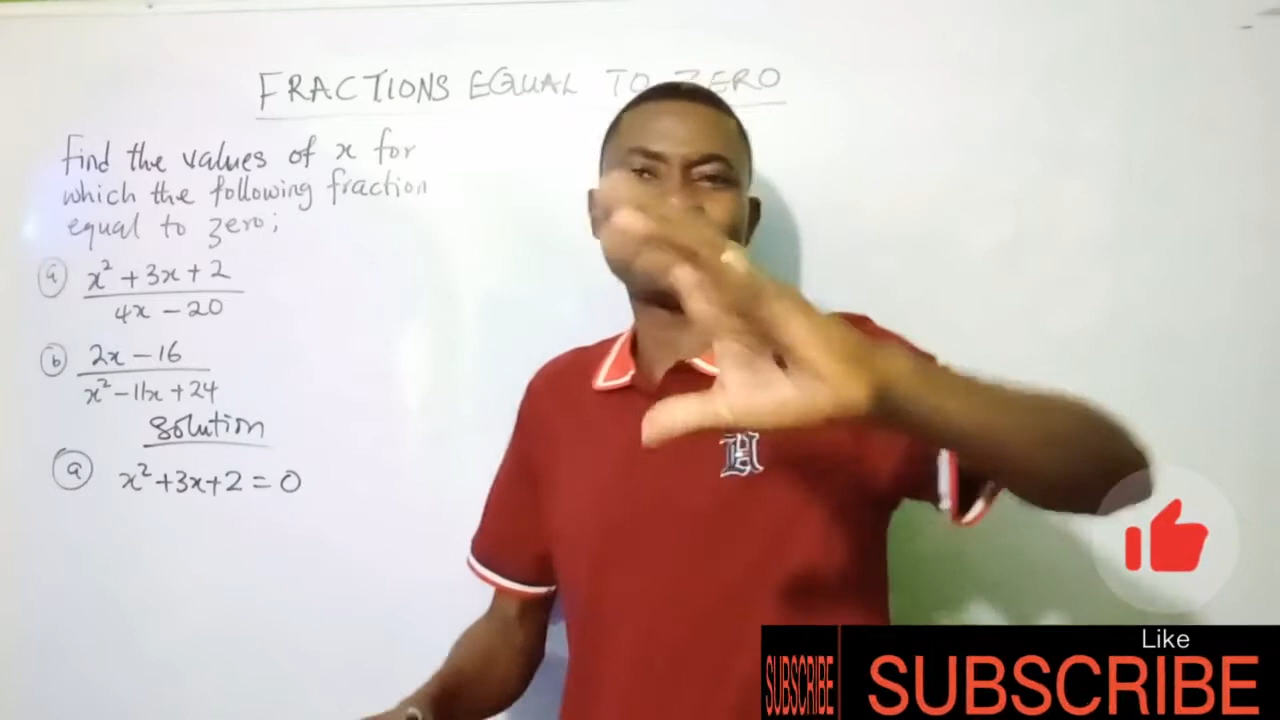 FRACTIONS EQUAL TO ZERO
Find the values of x for
which the following fraction
equal to zero;
(a) x² + 3x + 2
4x - 20
(b) 2x - 16
x² - 11x + 24
Solution
(a) x² + 3x + 2 = 0
H
Like
SUBSCRIBE SUBSCRIBE